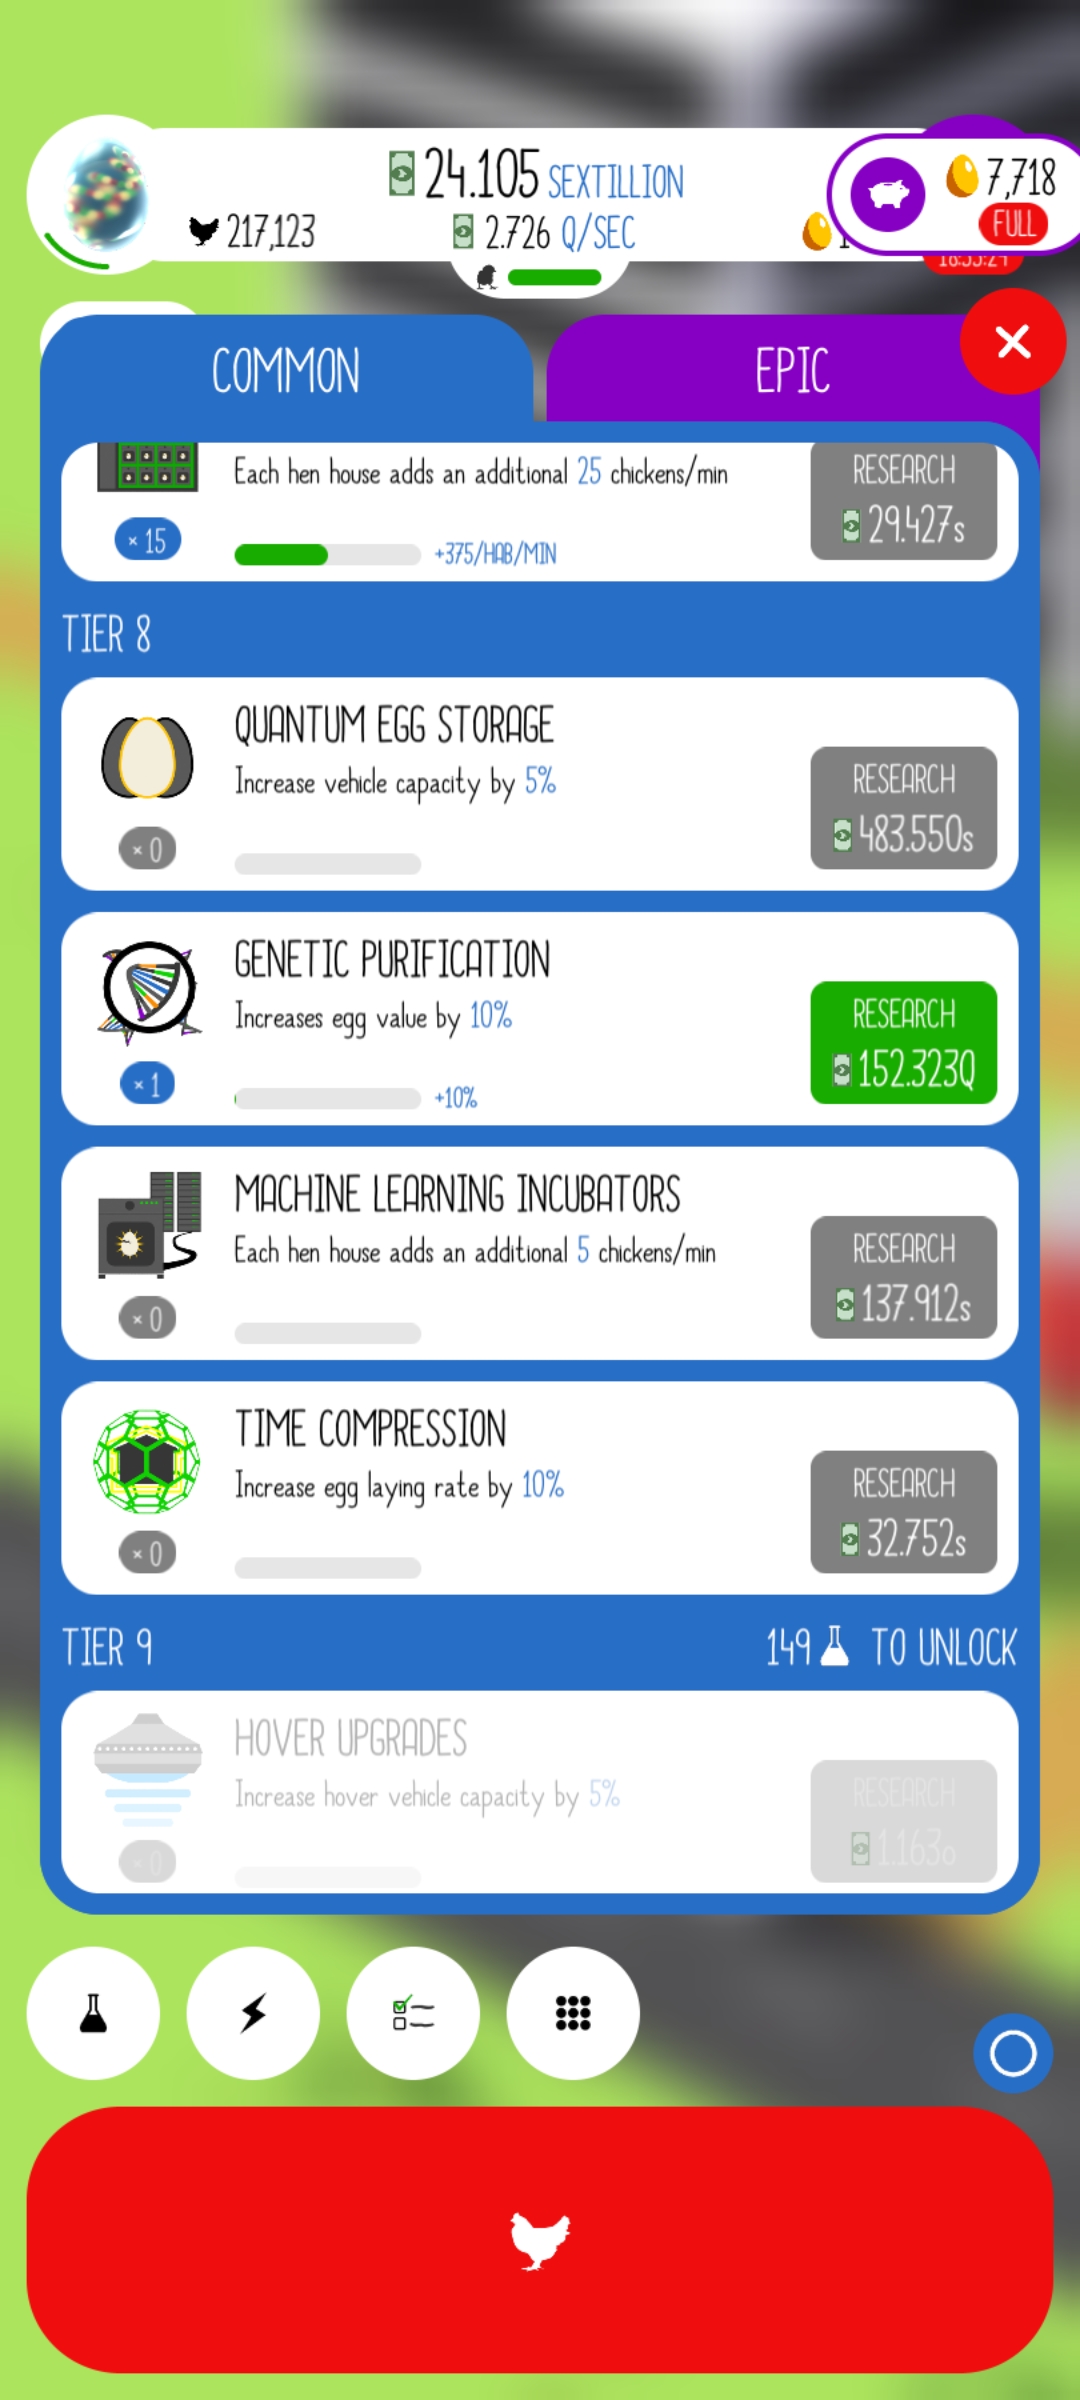 24.105 SEXTILLION
217,123
2.726 Q/SEC
7,718
FULL
COMMON
EPIC
Each hen house adds an additional 25 chickens/min
RESEARCH
29.427s
× 15
+375/HAB/MIN
TIER 8
QUANTUM EGG STORAGE
Increase vehicle capacity by 5%
RESEARCH
483.550s
× 0
GENETIC PURIFICATION
Increases egg value by 10%
RESEARCH
152.323Q
× 1
+10%
MACHINE LEARNING INCUBATORS
Each hen house adds an additional 5 chickens/min
RESEARCH
137.912s
× 0
TIME COMPRESSION
Increase egg laying rate by 10%
RESEARCH
32.752s
× 0
TIER 9
149 TO UNLOCK
HOVER UPGRADES
Increase hover vehicle capacity by 5%
RESEARCH
1.163o
× 0